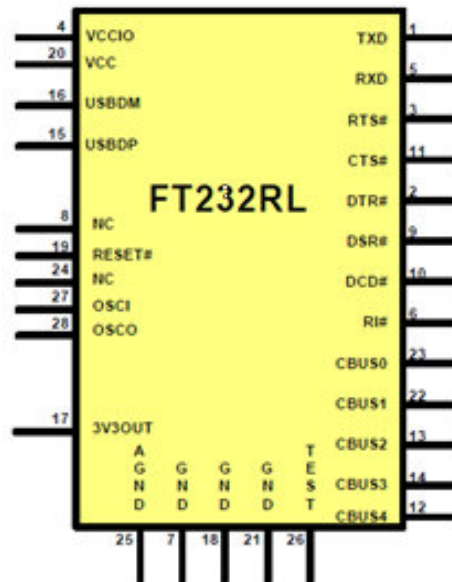 4 VCCIO TXD 1
20 VCC
16 USBDM RXD 5
15 USBDP RTS# 3
CTS# 11
FT232RL
DTR# 2
8 NC DSR# 9
19 RESET#
24 NC DCD# 10
27 OSCI
28 OSCO RI# 6
CBUS0 23
CBUS1 22
17 3V3OUT
CBUS2 13
CBUS3 14
CBUS4 12
AGND GND GND GND TEST
25 7 18 21 26